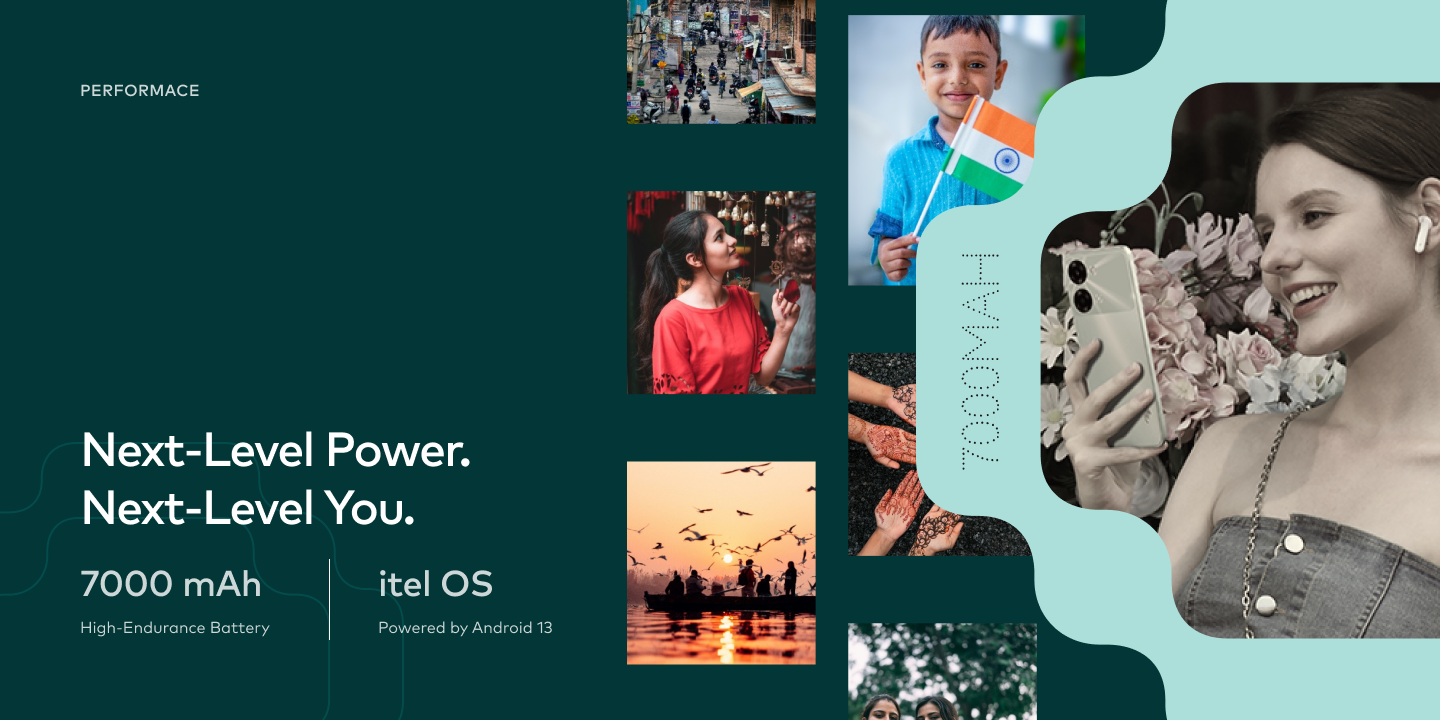 PERFORMACE
Next-Level Power.
Next-Level You.
7000 mAh
High-Endurance Battery
itel OS
Powered by Android 13
7000MAH